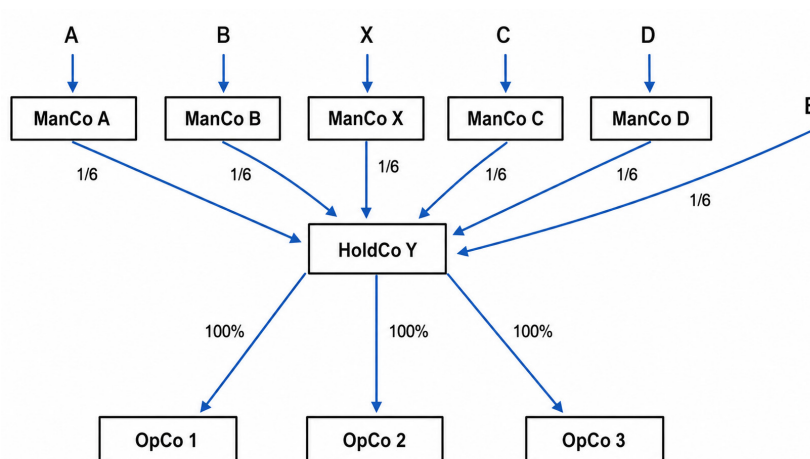 A B X C D
ManCo A ManCo B ManCo X ManCo C ManCo D
1/6 1/6 1/6 1/6 1/6 1/6
HoldCo Y
100% 100% 100%
OpCo 1 OpCo 2 OpCo 3